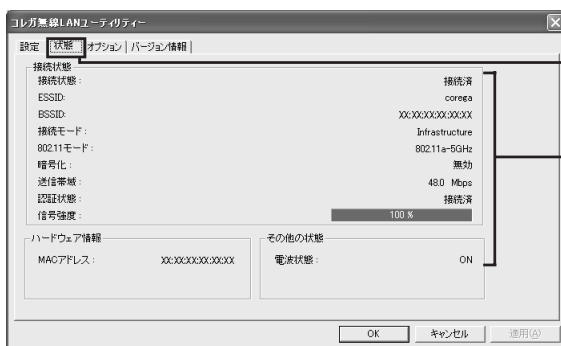 コレガ無線LANユーティリティー
設定 状態 オプション バージョン情報
接続状態
接続状態： 接続済
ESSID: corega
BSSID: XX:XX:XX:XX:XX:XX
接続モード： Infrastructure
802.11モード： 802.11a-5GHz
暗号化： 無効
送信帯域： 48.0 Mbps
認証状態： 接続済
信号強度： 100 %
ハードウェア情報
MACアドレス： XX:XX:XX:XX:XX:XX
その他の状態
電波状態： ON
OK キャンセル 適用(A)